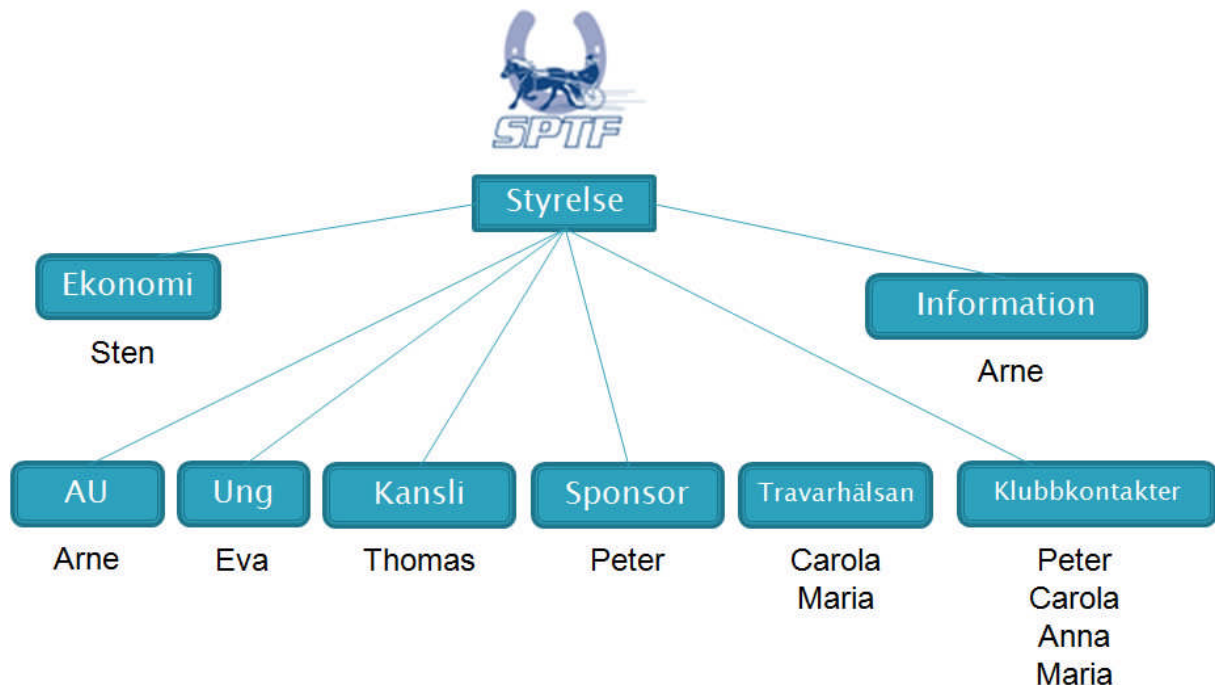 SPTF
Styrelse
Ekonomi
Sten
Information
Arne
AU
Arne
Ung
Eva
Kansli
Thomas
Sponsor
Peter
Travarhälsan
Carola
Maria
Klubbkontakter
Peter
Carola
Anna
Maria